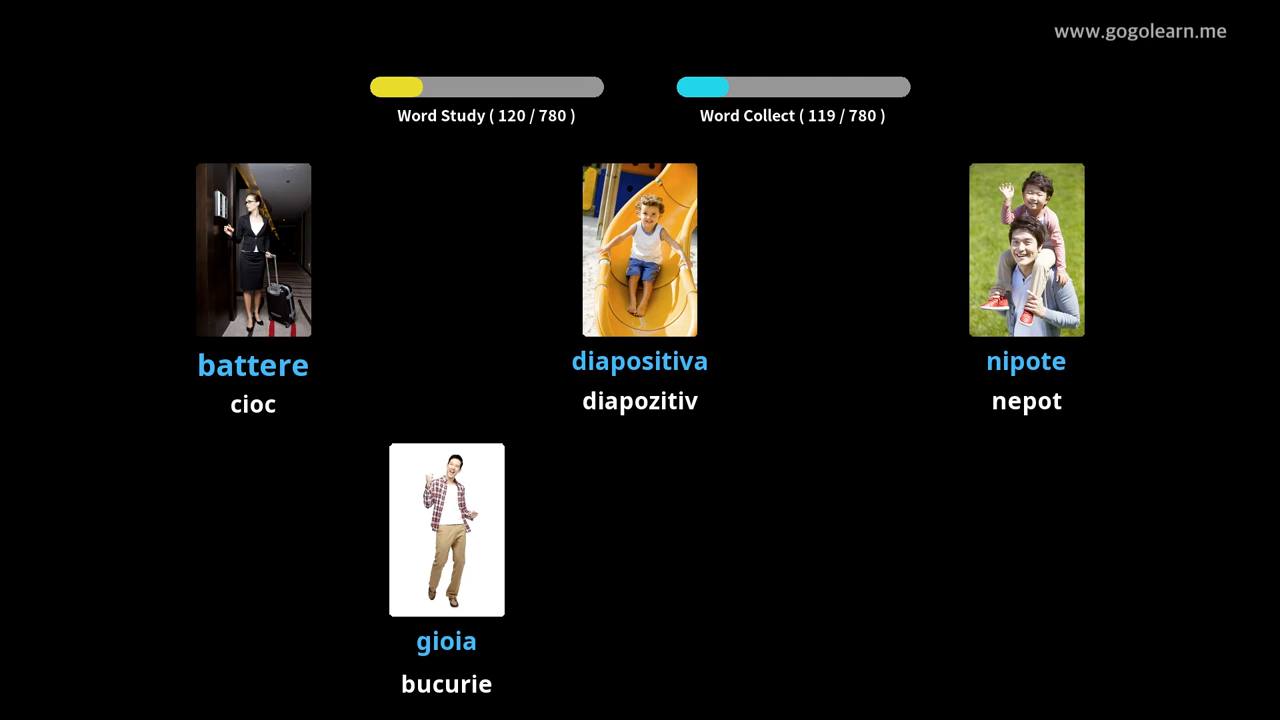 www.gogolearn.me
Word Study ( 120 / 780 )
Word Collect ( 119 / 780 )
battere
cioc
diapositiva
diapozitiv
nipote
nepot
gioia
bucurie